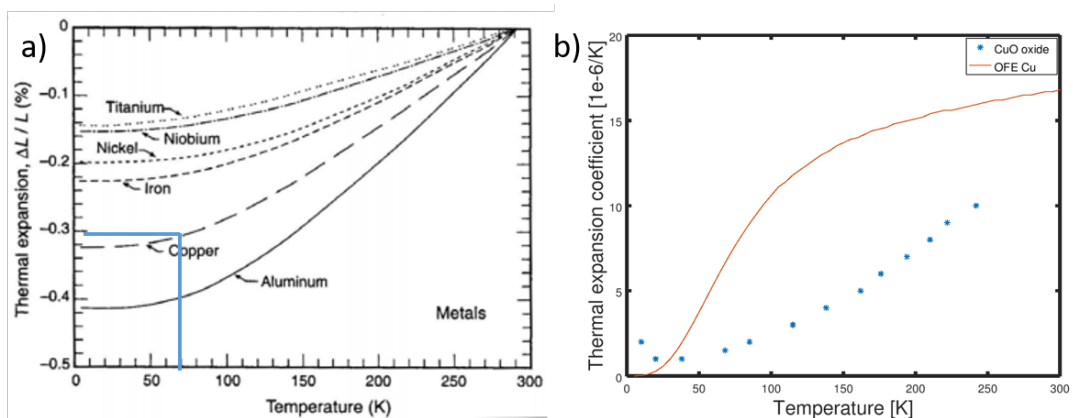 a)
Thermal expansion, ΔL / L (%)
0
−0.1
−0.2
−0.3
−0.4
−0.5
Titanium
Niobium
Nickel
Iron
Copper
Aluminum
Metals
0 50 100 150 200 250 300
Temperature (K)
b)
Thermal expansion coefficient [1e-6/K]
20
15
10
5
0
CuO oxide
OFE Cu
50 100 150 200 250 300
Temperature [K]